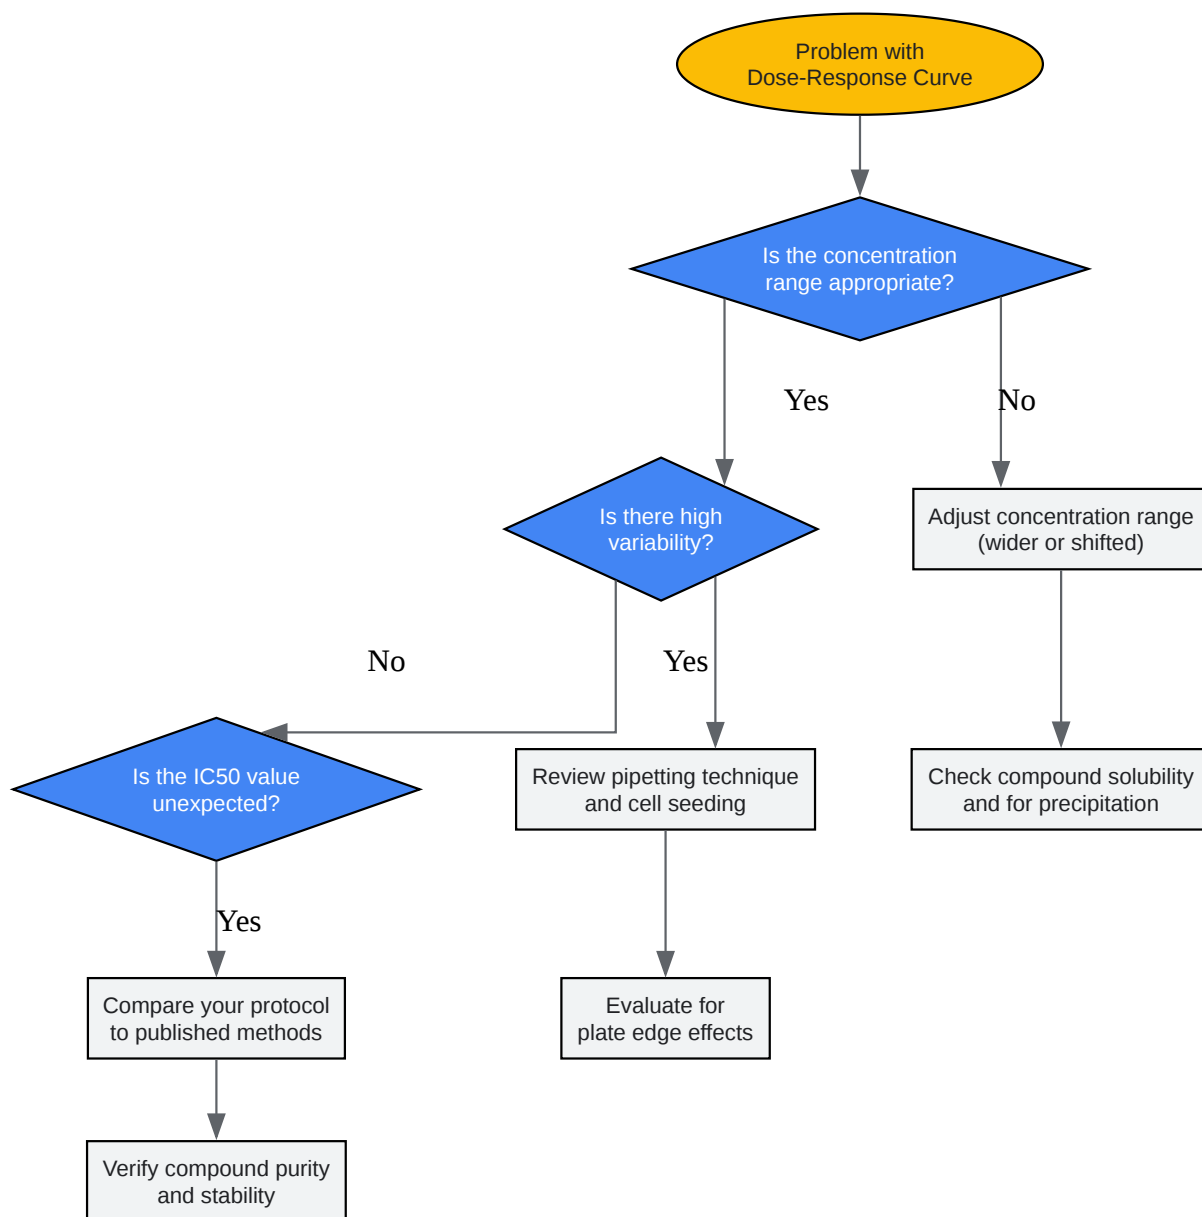 Problem with
Dose-Response Curve
Is the concentration
range appropriate?
Yes
No
Is there high
variability?
Adjust concentration range
(wider or shifted)
No
Yes
Is the IC50 value
unexpected?
Review pipetting technique
and cell seeding
Check compound solubility
and for precipitation
Yes
Compare your protocol
to published methods
Evaluate for
plate edge effects
Verify compound purity
and stability